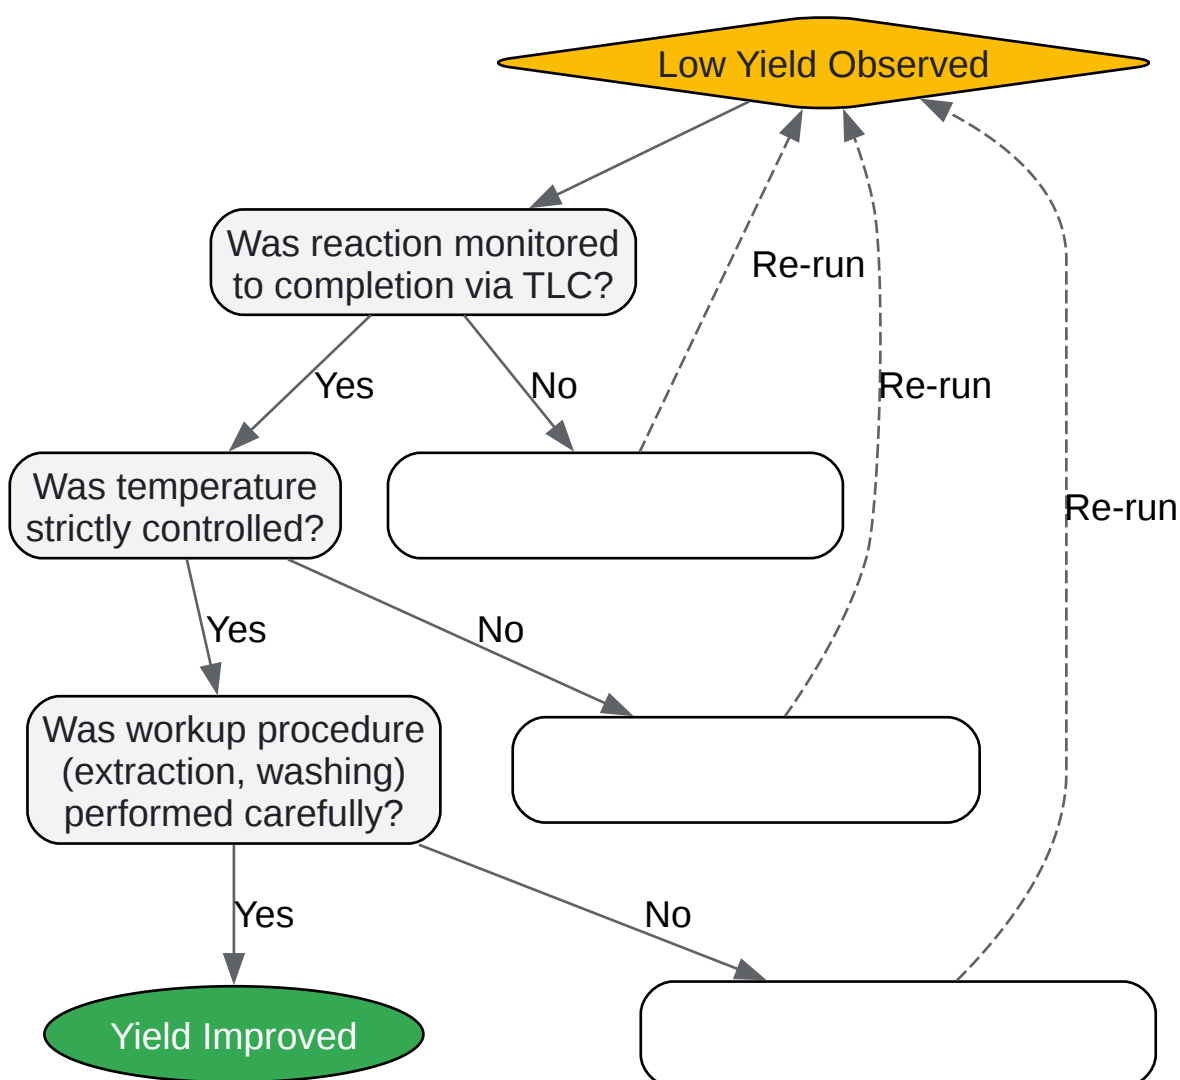 Low Yield Observed
Was reaction monitored
to completion via TLC?
Re-run
Yes
No
Re-run
Was temperature
strictly controlled?
Re-run
Yes
No
Was workup procedure
(extraction, washing)
performed carefully?
Yes
No
Yield Improved